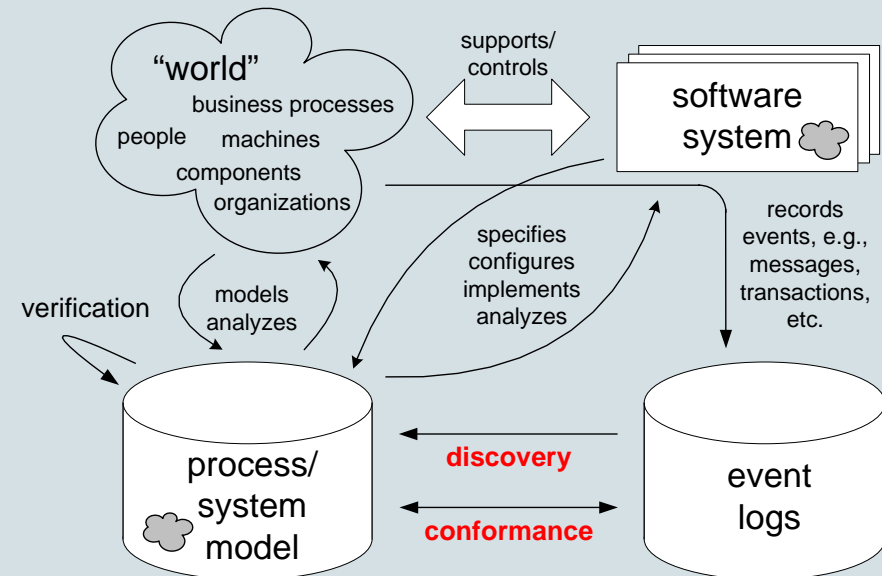 “world”
business processes
people machines
components
organizations
supports/
controls
software
system
records
events, e.g.,
messages,
transactions,
etc.
specifies
configures
implements
analyzes
models
analyzes
verification
process/
system
model
discovery
conformance
event
logs